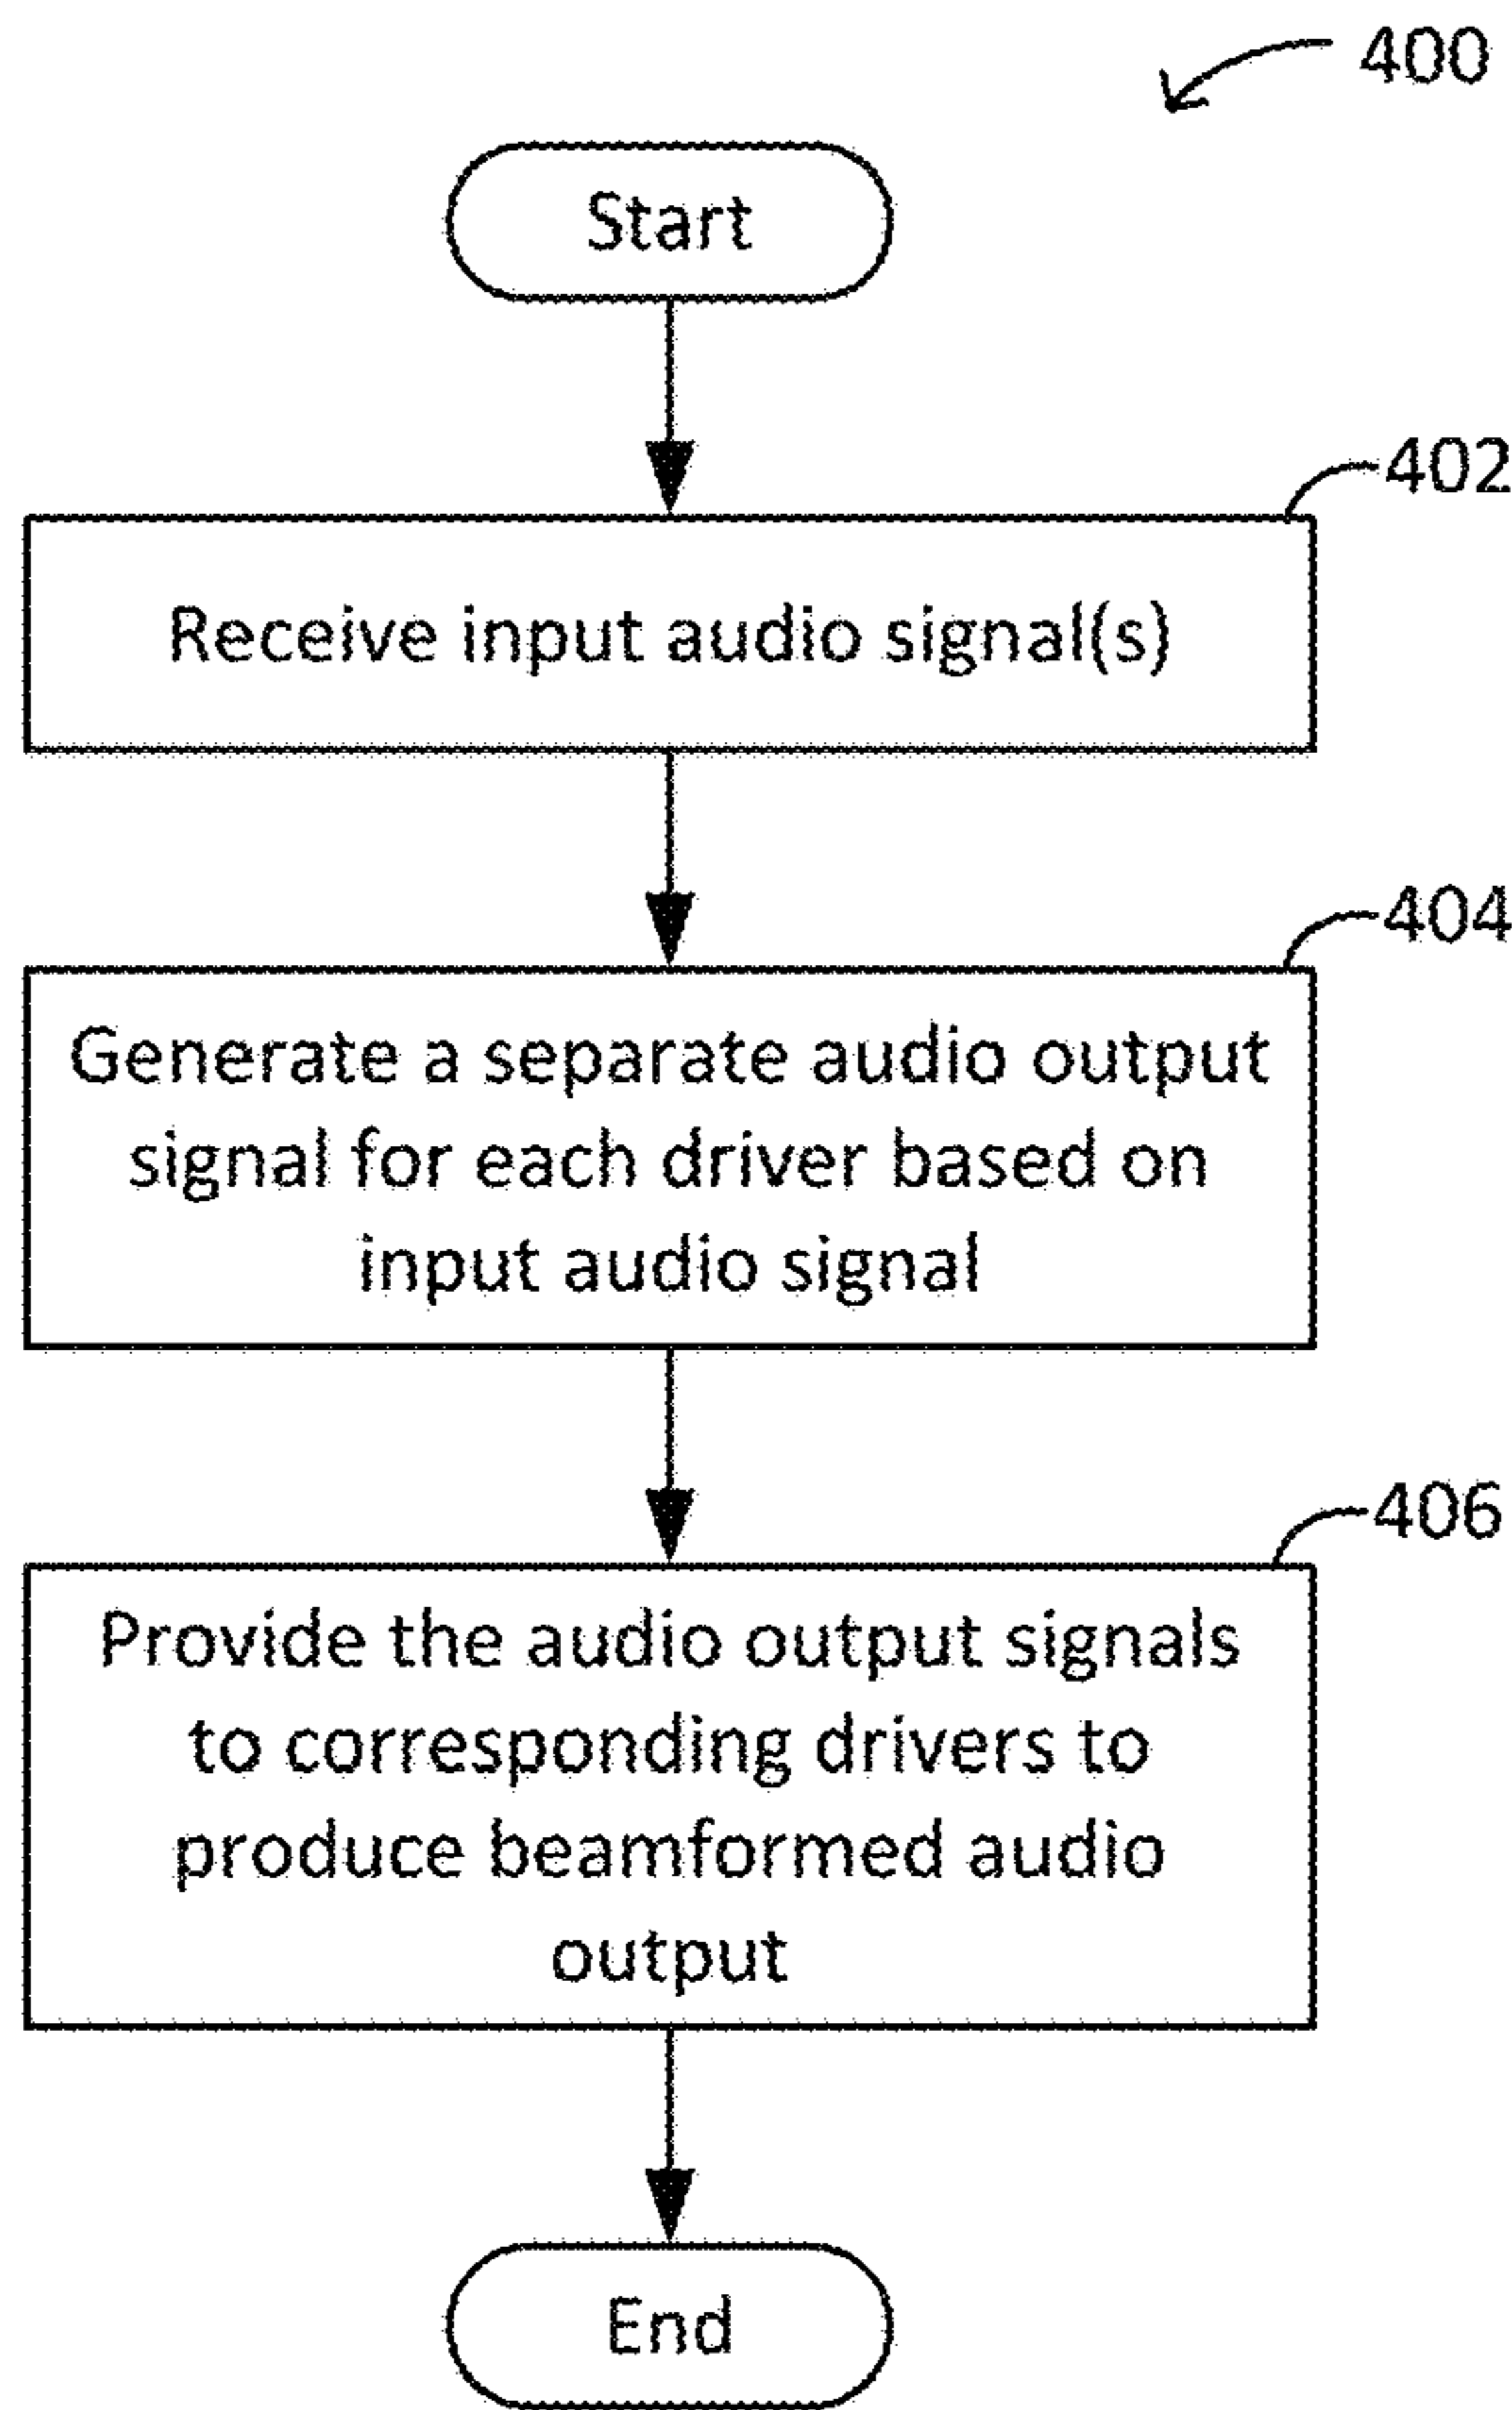 400
Start
402
Receive input audio signal(s)
404
Generate a separate audio output
signal for each driver based on
input audio signal
406
Provide the audio output signals
to corresponding drivers to
produce beamformed audio
output
End